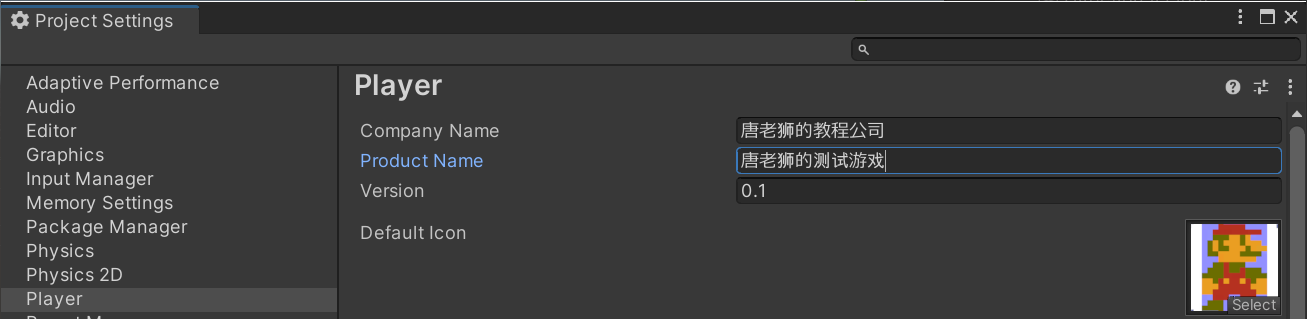 Project Settings
Adaptive Performance
Audio
Editor
Graphics
Input Manager
Memory Settings
Package Manager
Physics
Physics 2D
Player
Player
Company Name 唐老狮的教程公司
Product Name 唐老狮的测试游戏
Version 0.1
Default Icon
Select